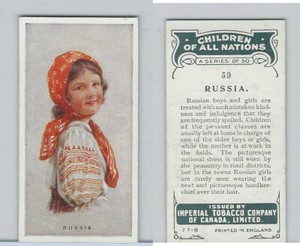 RUSSIA.
CHILDREN
OF ALL NATIONS
A SERIES OF 50
39
RUSSIA.
Russian boys and girls are
treated with such mistaken kind-
ness and indulgence that they
are frequently spoiled. Children
of the peasant classes are
usually left at home in charge of
one of the older boys or six, while
the mother is at work in
the fields. The picturesque
national dress is still worn by
the peasantry in rural districts,
but in the towns Russian girls
are rarely seen wearing the
neat and picturesque handker-
chief over their hair.
ISSUED BY
IMPERIAL TOBACCO COMPANY
OF CANADA, LIMITED.
PRINTED IN ENGLAND